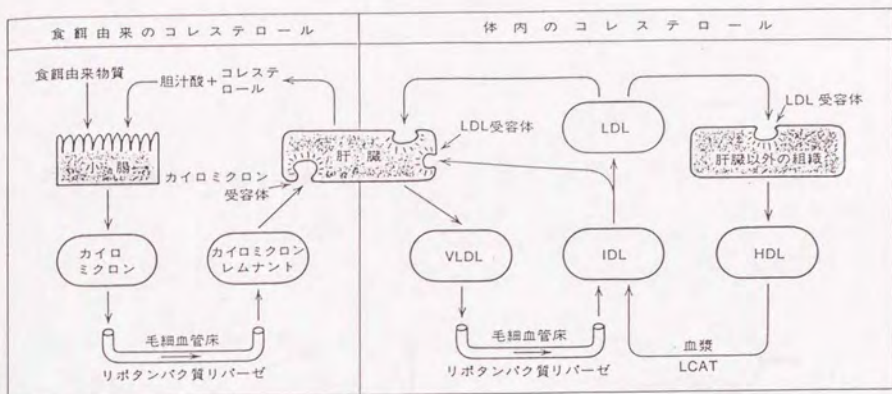 食餌由来のコレステロール
体内のコレステロール
食餌由来物質
胆汁酸+コレステ
ロール
小腸
肝臓
カイロミクロン
受容体
LDL受容体
LDL
LDL受容体
肝臓以外の組織
カイロ
ミクロン
カイロミクロン
レムナント
VLDL
IDL
HDL
毛細血管床
リポタンパク質リパーゼ
毛細血管床
リポタンパク質リパーゼ
血漿
LCAT